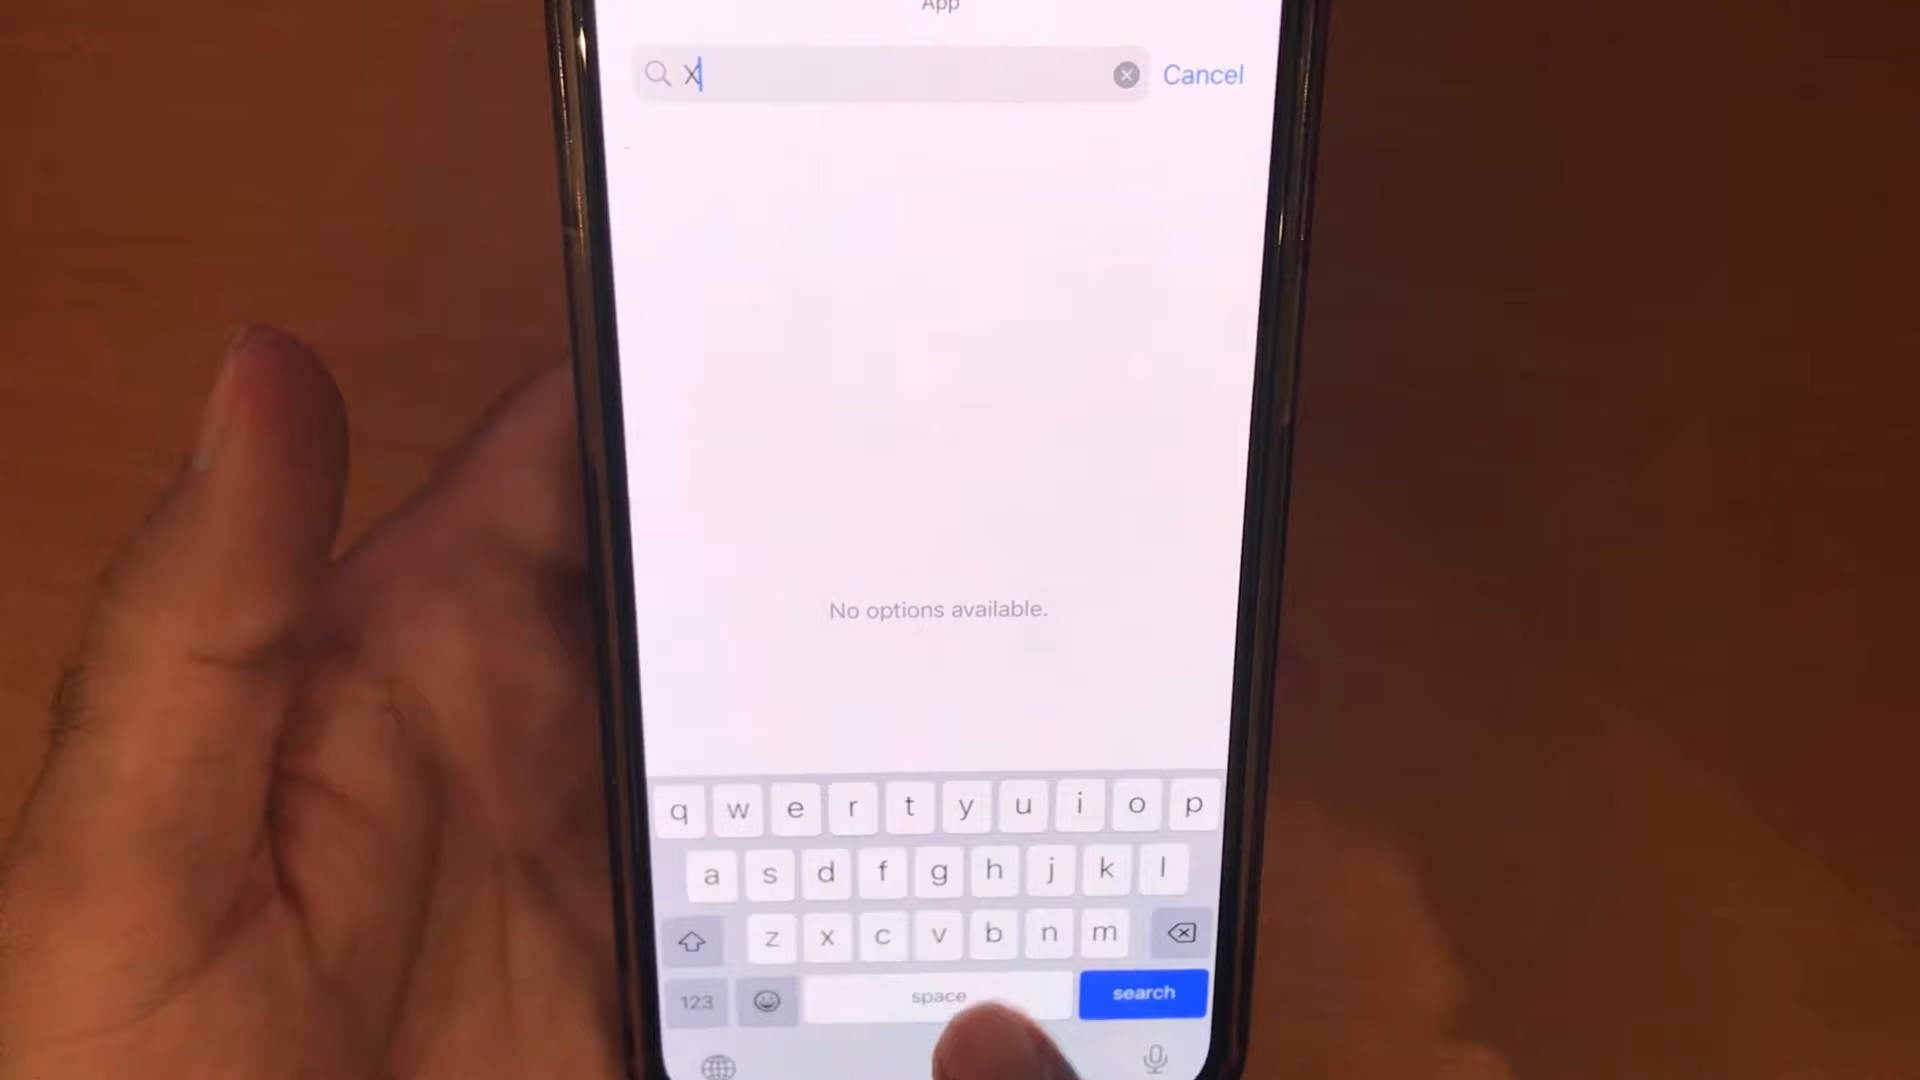 App
X
Cancel
No options available.
q w e r t y u i o p
a s d f g h j k l
z x c v b n m
123 space search